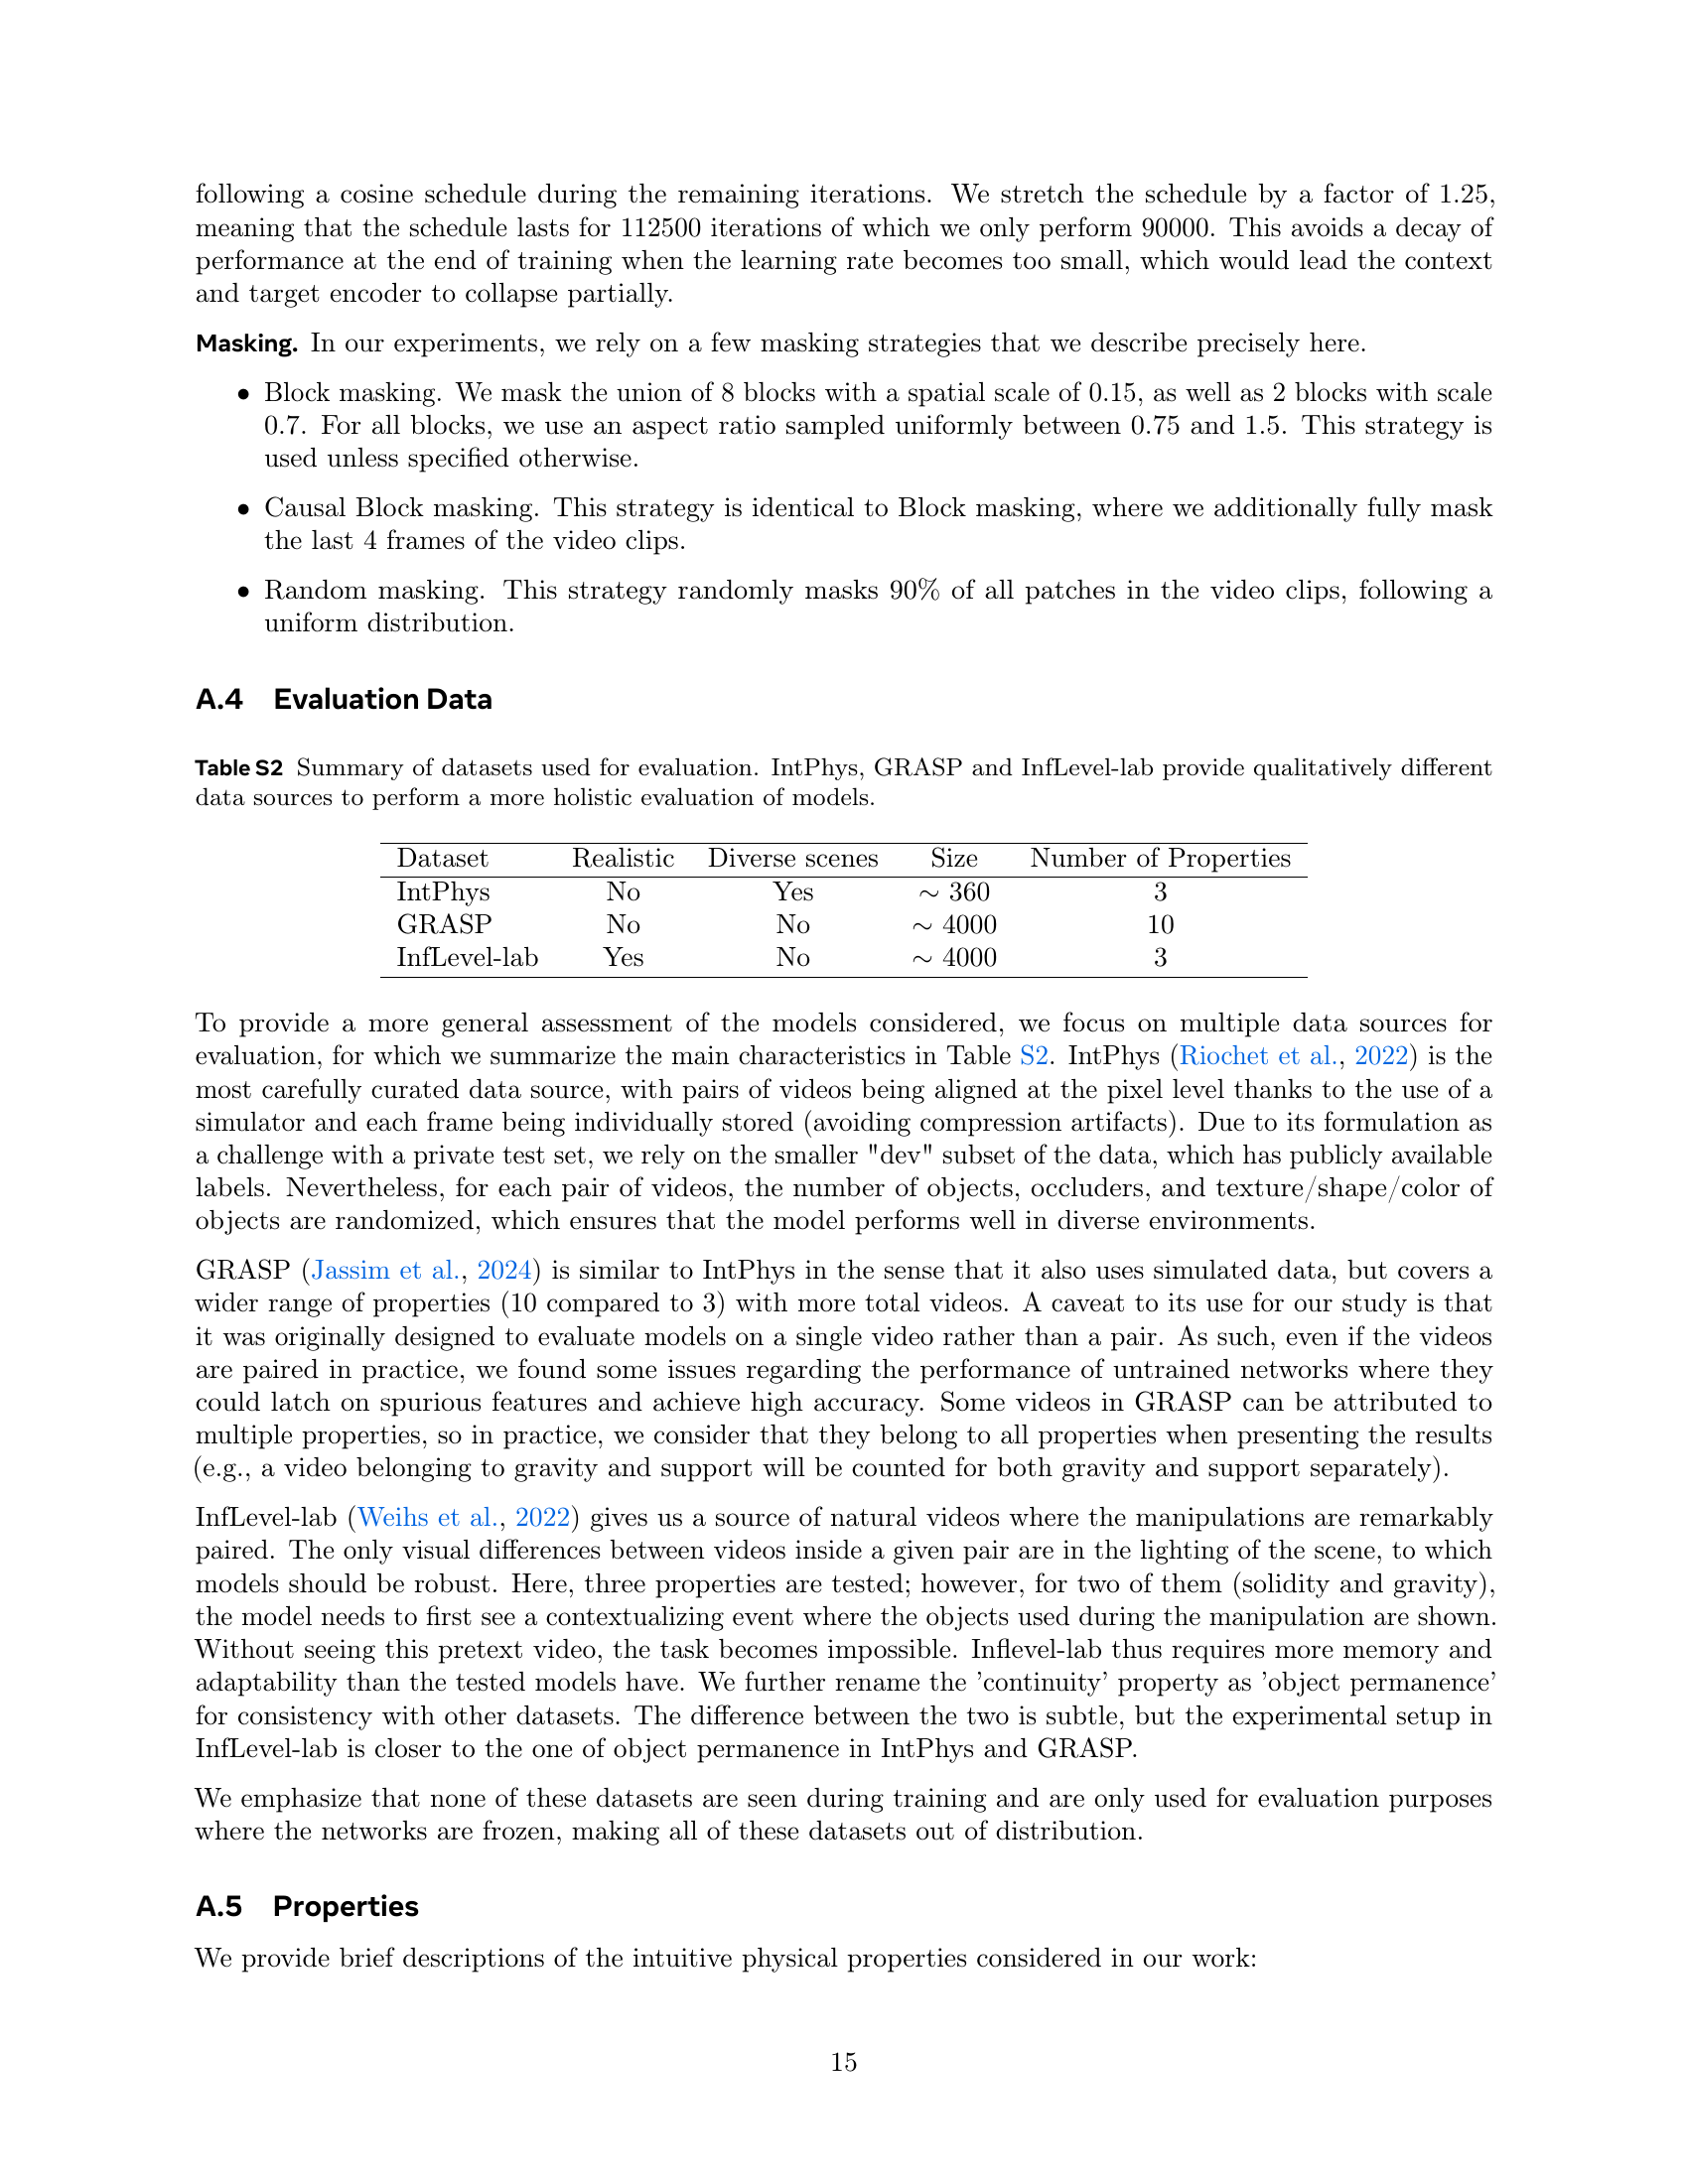 following a cosine schedule during the remaining iterations. We stretch the schedule by a factor of 1.25,
meaning that the schedule lasts for 112500 iterations of which we only perform 90000. This avoids a decay of
performance at the end of training when the learning rate becomes too small, which would lead the context
and target encoder to collapse partially.
Masking. In our experiments, we rely on a few masking strategies that we describe precisely here.
• Block masking. We mask the union of 8 blocks with a spatial scale of 0.15, as well as 2 blocks with scale
0.7. For all blocks, we use an aspect ratio sampled uniformly between 0.75 and 1.5. This strategy is
used unless specified otherwise.
• Causal Block masking. This strategy is identical to Block masking, where we additionally fully mask
the last 4 frames of the video clips.
• Random masking. This strategy randomly masks 90% of all patches in the video clips, following a
uniform distribution.
A.4 Evaluation Data
Table S2 Summary of datasets used for evaluation. IntPhys, GRASP and InfLevel-lab provide qualitatively different
data sources to perform a more holistic evaluation of models.
Dataset Realistic Diverse scenes Size Number of Properties
IntPhys No Yes ∼ 360 3
GRASP No No ∼ 4000 10
InfLevel-lab Yes No ∼ 4000 3
To provide a more general assessment of the models considered, we focus on multiple data sources for
evaluation, for which we summarize the main characteristics in Table S2. IntPhys (Riochet et al., 2022) is the
most carefully curated data source, with pairs of videos being aligned at the pixel level thanks to the use of a
simulator and each frame being individually stored (avoiding compression artifacts). Due to its formulation as
a challenge with a private test set, we rely on the smaller "dev" subset of the data, which has publicly available
labels. Nevertheless, for each pair of videos, the number of objects, occluders, and texture/shape/color of
objects are randomized, which ensures that the model performs well in diverse environments.
GRASP (Jassim et al., 2024) is similar to IntPhys in the sense that it also uses simulated data, but covers a
wider range of properties (10 compared to 3) with more total videos. A caveat to its use for our study is that
it was originally designed to evaluate models on a single video rather than a pair. As such, even if the videos
are paired in practice, we found some issues regarding the performance of untrained networks where they
could latch on spurious features and achieve high accuracy. Some videos in GRASP can be attributed to
multiple properties, so in practice, we consider that they belong to all properties when presenting the results
(e.g., a video belonging to gravity and support will be counted for both gravity and support separately).
InfLevel-lab (Weihs et al., 2022) gives us a source of natural videos where the manipulations are remarkably
paired. The only visual differences between videos inside a given pair are in the lighting of the scene, to which
models should be robust. Here, three properties are tested; however, for two of them (solidity and gravity),
the model needs to first see a contextualizing event where the objects used during the manipulation are shown.
Without seeing this pretext video, the task becomes impossible. Inflevel-lab thus requires more memory and
adaptability than the tested models have. We further rename the ’continuity’ property as ’object permanence’
for consistency with other datasets. The difference between the two is subtle, but the experimental setup in
InfLevel-lab is closer to the one of object permanence in IntPhys and GRASP.
We emphasize that none of these datasets are seen during training and are only used for evaluation purposes
where the networks are frozen, making all of these datasets out of distribution.
A.5 Properties
We provide brief descriptions of the intuitive physical properties considered in our work:
15